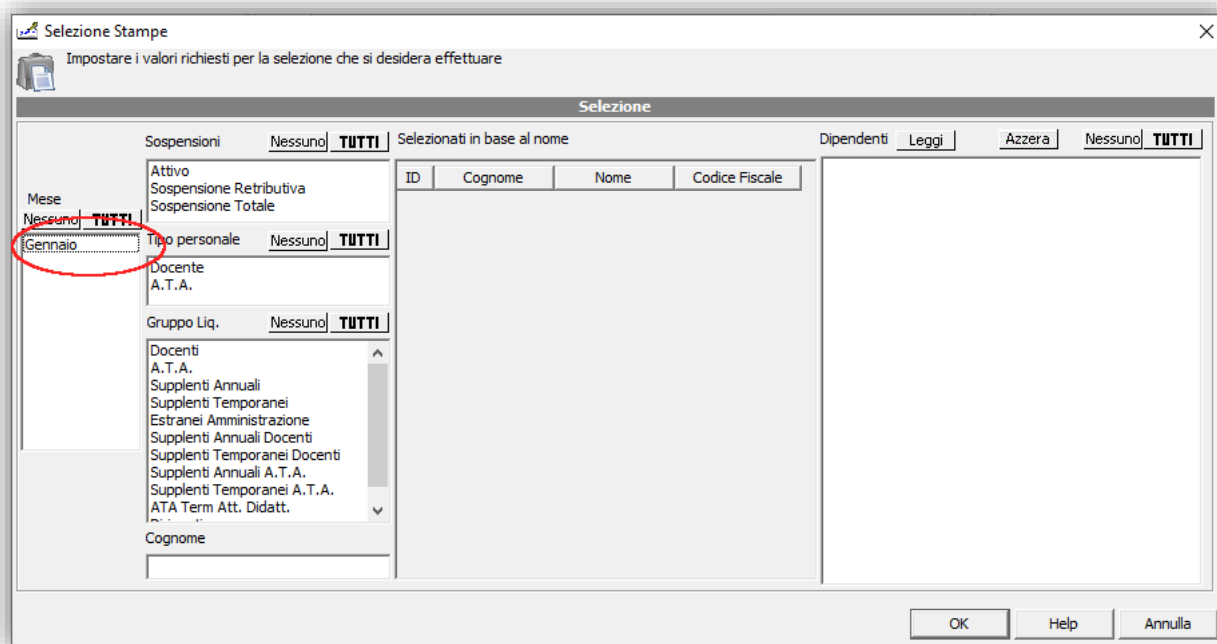 Selezione Stampe
Impostare i valori richiesti per la selezione che si desidera effettuare
Selezione
Mese
Nessuno TUTTI
Gennaio
Sospensioni Nessuno TUTTI
Attivo
Sospensione Retributiva
Sospensione Totale
Tipo personale Nessuno TUTTI
Docente
A.T.A.
Gruppo Liq. Nessuno TUTTI
Docenti
A.T.A.
Supplenti Annuali
Supplenti Temporanei
Estranei Amministrazione
Supplenti Annuali Docenti
Supplenti Temporanei Docenti
Supplenti Annuali A.T.A.
Supplenti Temporanei A.T.A.
ATA Term Att. Didatt.
Cognome
Selezionati in base al nome
ID Cognome Nome Codice Fiscale
Dipendenti Leggi Azzera Nessuno TUTTI
OK Help Annulla